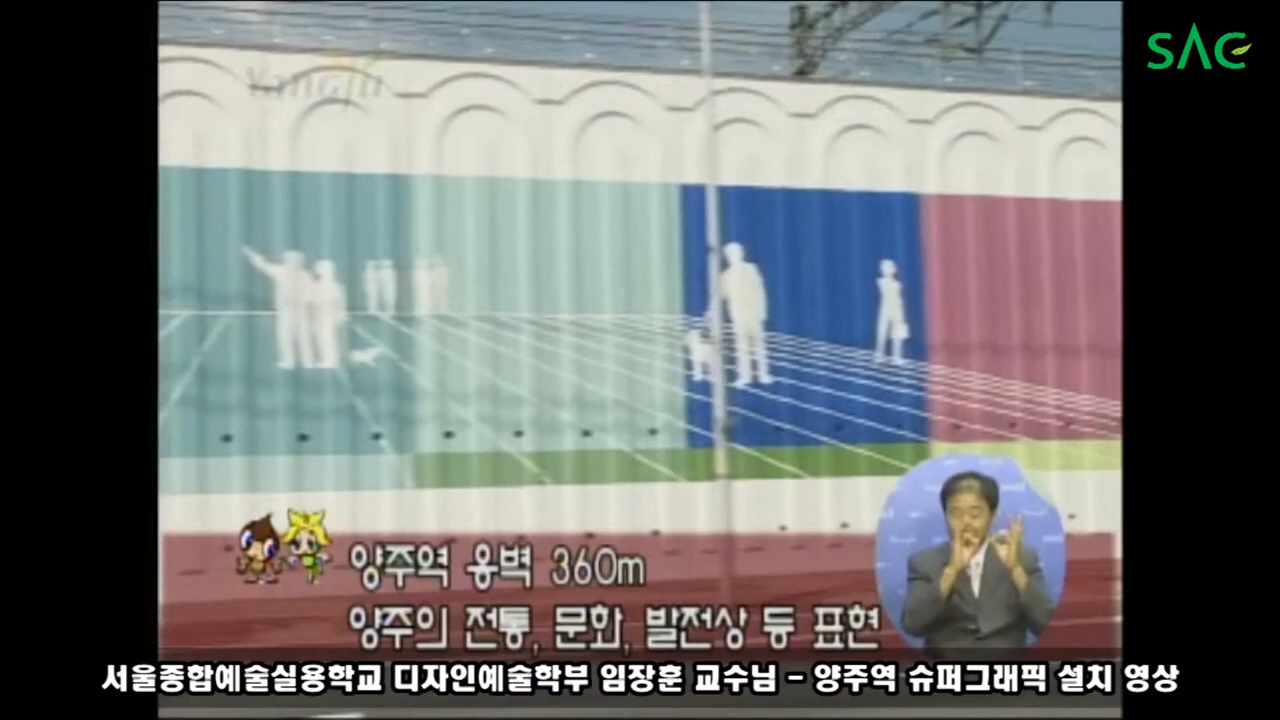 SAC
Yangju
양주역 옹벽 360m
양주의 전통, 문화, 발전상 등 표현
서울종합예술실용학교 디자인예술학부 임장훈 교수님 - 양주역 슈퍼그래픽 설치 영상